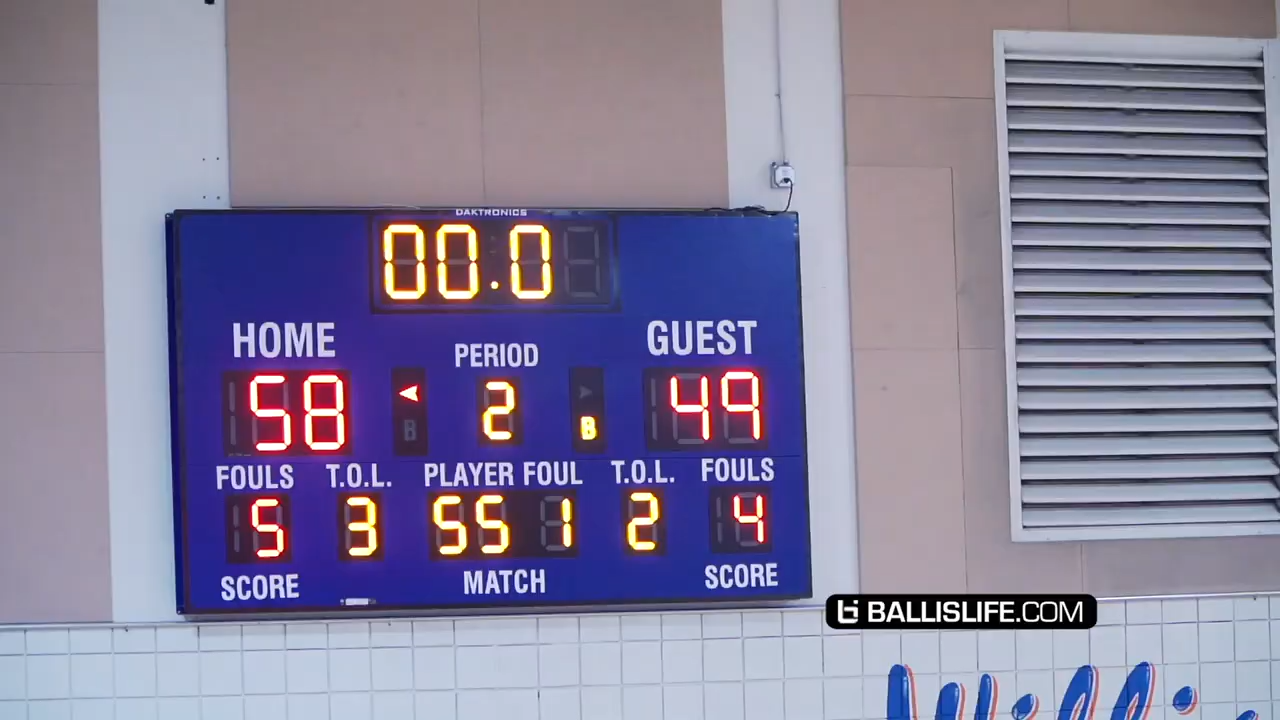 DAKTRONICS
00.0
HOME
PERIOD
GUEST
58
2
49
B
B
FOULS
T.O.L.
PLAYER FOUL
T.O.L.
FOULS
5
3
55 1
2
4
SCORE
MATCH
SCORE
BALLISLIFE.COM